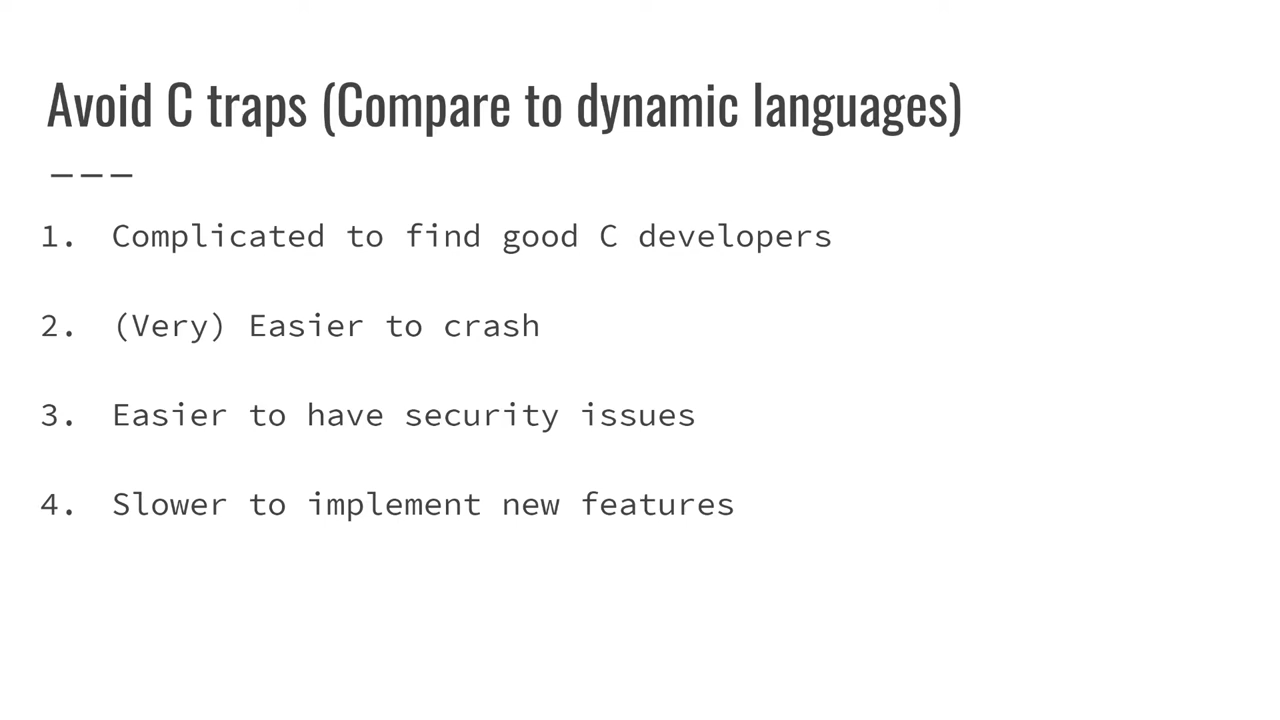 Avoid C traps (Compare to dynamic languages)
1. Complicated to find good C developers
2. (Very) Easier to crash
3. Easier to have security issues
4. Slower to implement new features